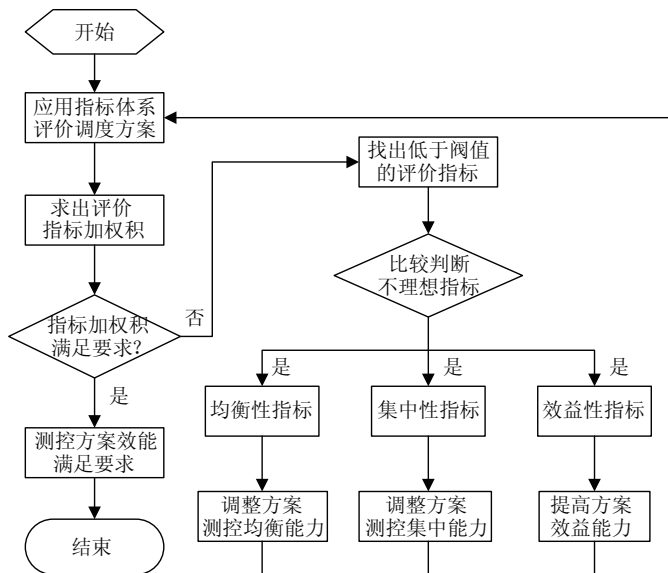 开始
应用指标体系
评价调度方案
求出评价
指标加权积
指标加权积
满足要求?
否
是
测控方案效能
满足要求
结束
找出低于阀值
的评价指标
比较判断
不理想指标
是
是
是
均衡性指标
集中性指标
效益性指标
调整方案
测控均衡能力
调整方案
测控集中能力
提高方案
效益能力